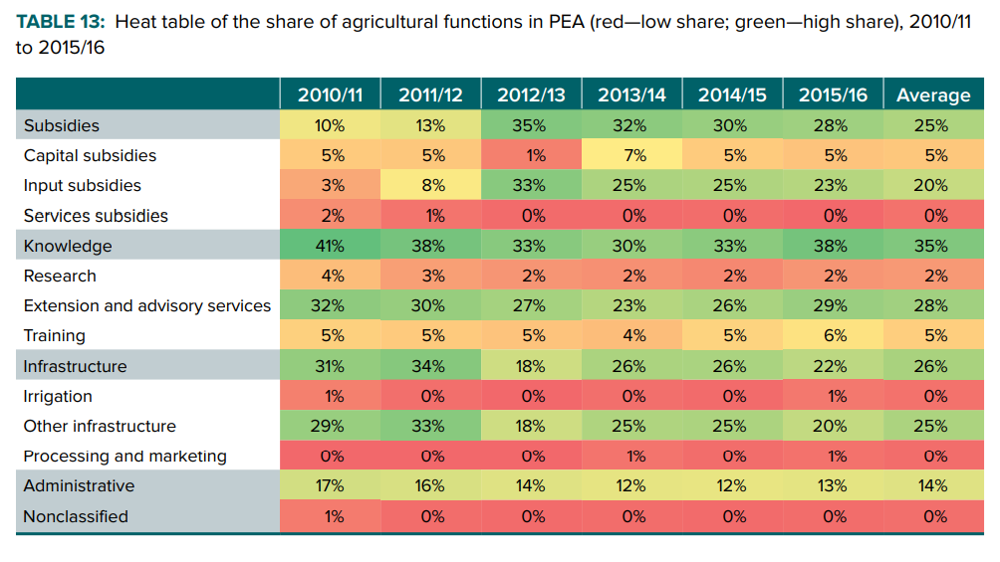 TABLE 13: Heat table of the share of agricultural functions in PEA (red—low share; green—high share), 2010/11
to 2015/16
2010/11 2011/12 2012/13 2013/14 2014/15 2015/16 Average
Subsidies 10% 13% 35% 32% 30% 28% 25%
Capital subsidies 5% 5% 1% 7% 5% 5% 5%
Input subsidies 3% 8% 33% 25% 25% 23% 20%
Services subsidies 2% 1% 0% 0% 0% 0% 0%
Knowledge 41% 38% 33% 30% 33% 38% 35%
Research 4% 3% 2% 2% 2% 2% 2%
Extension and advisory services 32% 30% 27% 23% 26% 29% 28%
Training 5% 5% 5% 4% 5% 6% 5%
Infrastructure 31% 34% 18% 26% 26% 22% 26%
Irrigation 1% 0% 0% 0% 0% 1% 0%
Other infrastructure 29% 33% 18% 25% 25% 20% 25%
Processing and marketing 0% 0% 0% 1% 0% 1% 0%
Administrative 17% 16% 14% 12% 12% 13% 14%
Nonclassified 1% 0% 0% 0% 0% 0% 0%